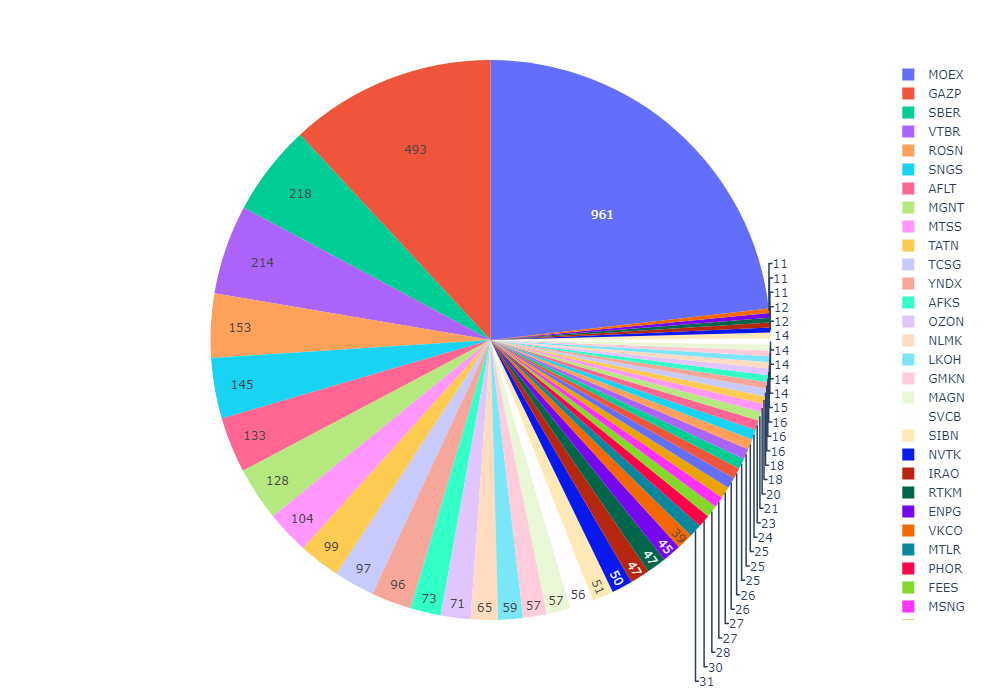 961
493
218
214
153
145
133
128
104
99
97
96
73
71
65
59
57
57
56
51
50
47
47
45
39
31
30
28
27
27
26
26
25
25
25
24
23
21
20
18
18
16
16
16
15
14
14
14
14
14
12
12
11
11
11
MOEX
GAZP
SBER
VTBR
ROSN
SNGS
AFLT
MGNT
MTSS
TATN
TCSG
YNDX
AFKS
OZON
NLMK
LKOH
GMKN
MAGN
SVCB
SIBN
NVTK
IRAO
RTKM
ENPG
VKCO
MTLR
PHOR
FEES
MSNG